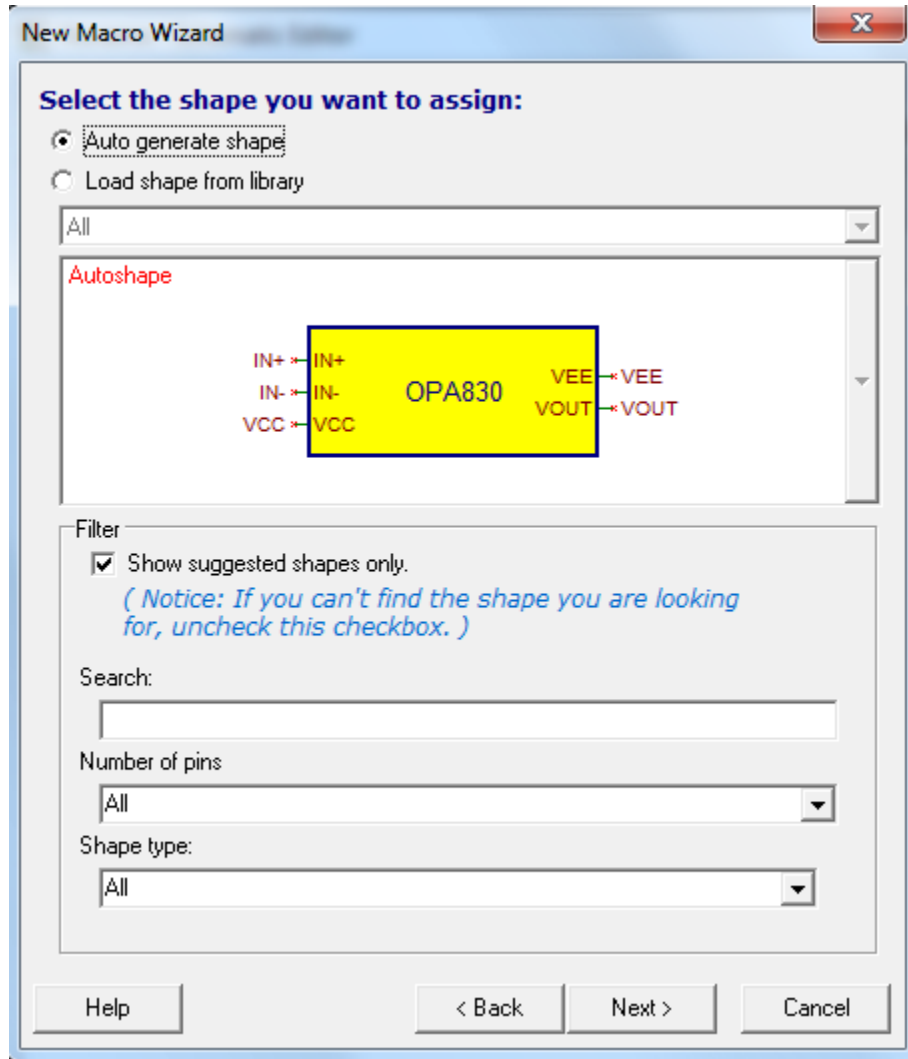 New Macro Wizard
Select the shape you want to assign:
Auto generate shape
Load shape from library
All
Autoshape
IN+ IN+ VEE VEE
IN- IN- OPA830 VOUT VOUT
VCC VCC
Filter
Show suggested shapes only.
( Notice: If you can't find the shape you are looking
for, uncheck this checkbox. )
Search:
Number of pins
All
Shape type:
All
Help < Back Next > Cancel